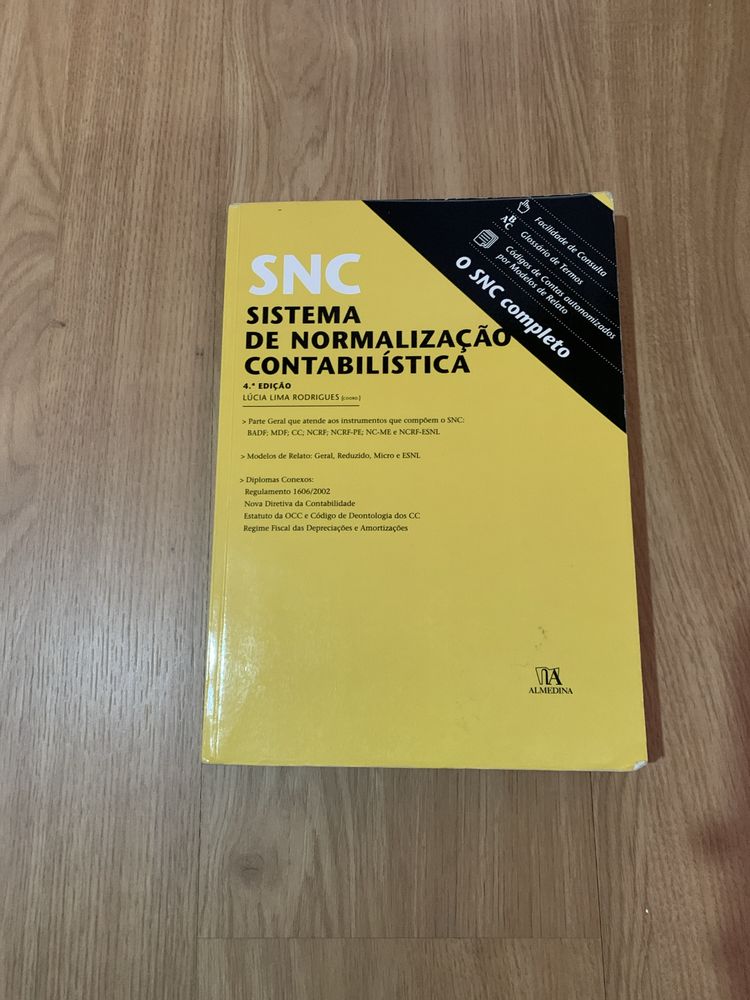 Facilidade de Consulta
A B C
Glossário de Termos
Códigos de Contas autonomizados
por Modelos de Relato
O SNC completo
SNC
SISTEMA
DE NORMALIZAÇÃO
CONTABILÍSTICA
4.ª EDIÇÃO
LÚCIA LIMA RODRIGUES [COORD.]
> Parte Geral que atende aos instrumentos que compõem o SNC:
BADF; MDF; CC; NCRF; NCRF-PE; NC-ME e NCRF-ESNL
> Modelos de Relato: Geral, Reduzido, Micro e ESNL
> Diplomas Conexos:
Regulamento 1606/2002
Nova Diretiva da Contabilidade
Estatuto da OCC e Código de Deontologia dos CC
Regime Fiscal das Depreciações e Amortizações
ALMEDINA